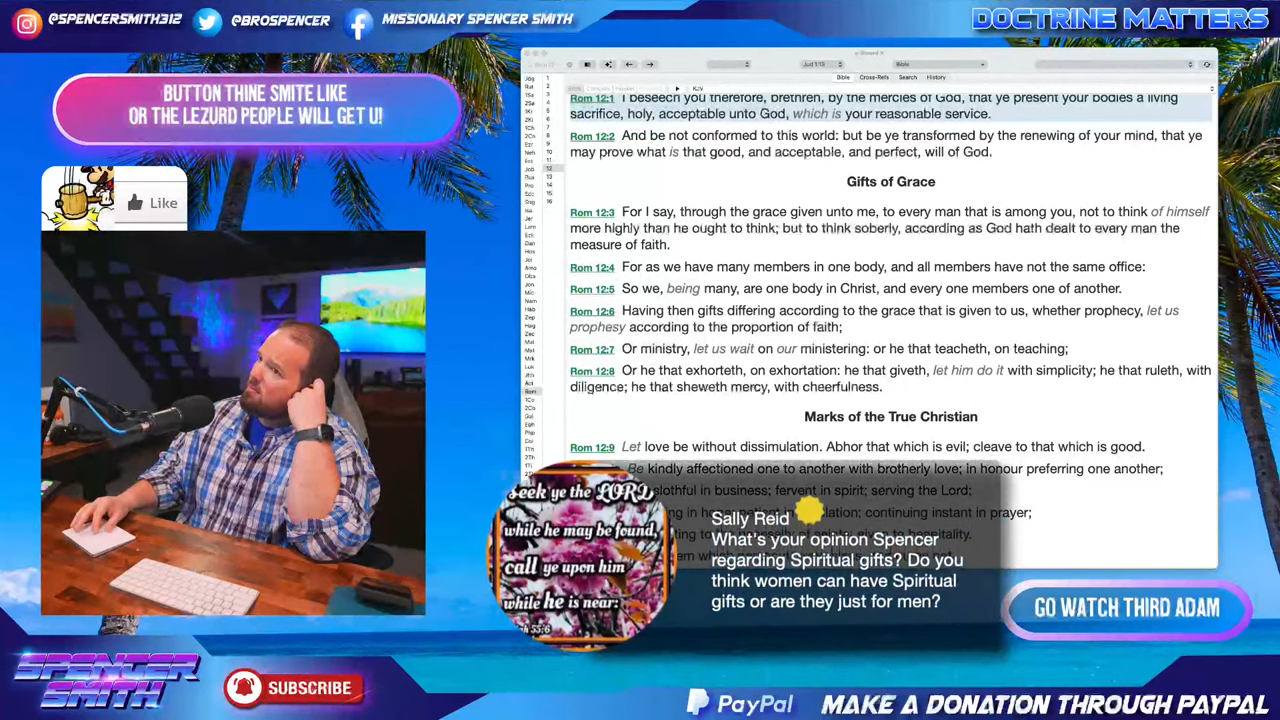 @SPENCERSMITH312
@BROSPENCER
MISSIONARY SPENCER SMITH
DOCTRINE MATTERS
BUTTON THINE SMITE LIKE
OR THE LEZURD PEOPLE WILL GET U!
Like
Jud 1:13
Bible
Bible
Cross-Refs
Search
History
KJV
Rom 12:1 I beseech you therefore, brethren, by the mercies of God, that ye present your bodies a living
sacrifice, holy, acceptable unto God, which is your reasonable service.
Rom 12:2 And be not conformed to this world: but be ye transformed by the renewing of your mind, that ye
may prove what is that good, and acceptable, and perfect, will of God.
Gifts of Grace
Rom 12:3 For I say, through the grace given unto me, to every man that is among you, not to think of himself
more highly than he ought to think; but to think soberly, according as God hath dealt to every man the
measure of faith.
Rom 12:4 For as we have many members in one body, and all members have not the same office:
Rom 12:5 So we, being many, are one body in Christ, and every one members one of another.
Rom 12:6 Having then gifts differing according to the grace that is given to us, whether prophecy, let us
prophesy according to the proportion of faith;
Rom 12:7 Or ministry, let us wait on our ministering: or he that teacheth, on teaching;
Rom 12:8 Or he that exhorteth, on exhortation: he that giveth, let him do it with simplicity; he that ruleth, with
diligence; he that sheweth mercy, with cheerfulness.
Marks of the True Christian
Rom 12:9 Let love be without dissimulation. Abhor that which is evil; cleave to that which is good.
Be kindly affectioned one to another with brotherly love; in honour preferring one another;
slothful in business; fervent in spirit; serving the Lord;
continuing instant in prayer;
Seek ye the LORD
while he may be found,
call ye upon him
while he is near:
55:6
Sally Reid
What's your opinion Spencer
regarding Spiritual gifts? Do you
think women can have Spiritual
gifts or are they just for men?
GO WATCH THIRD ADAM
SPENCER
SMITH
SUBSCRIBE
PayPal
MAKE A DONATION THROUGH PAYPAL